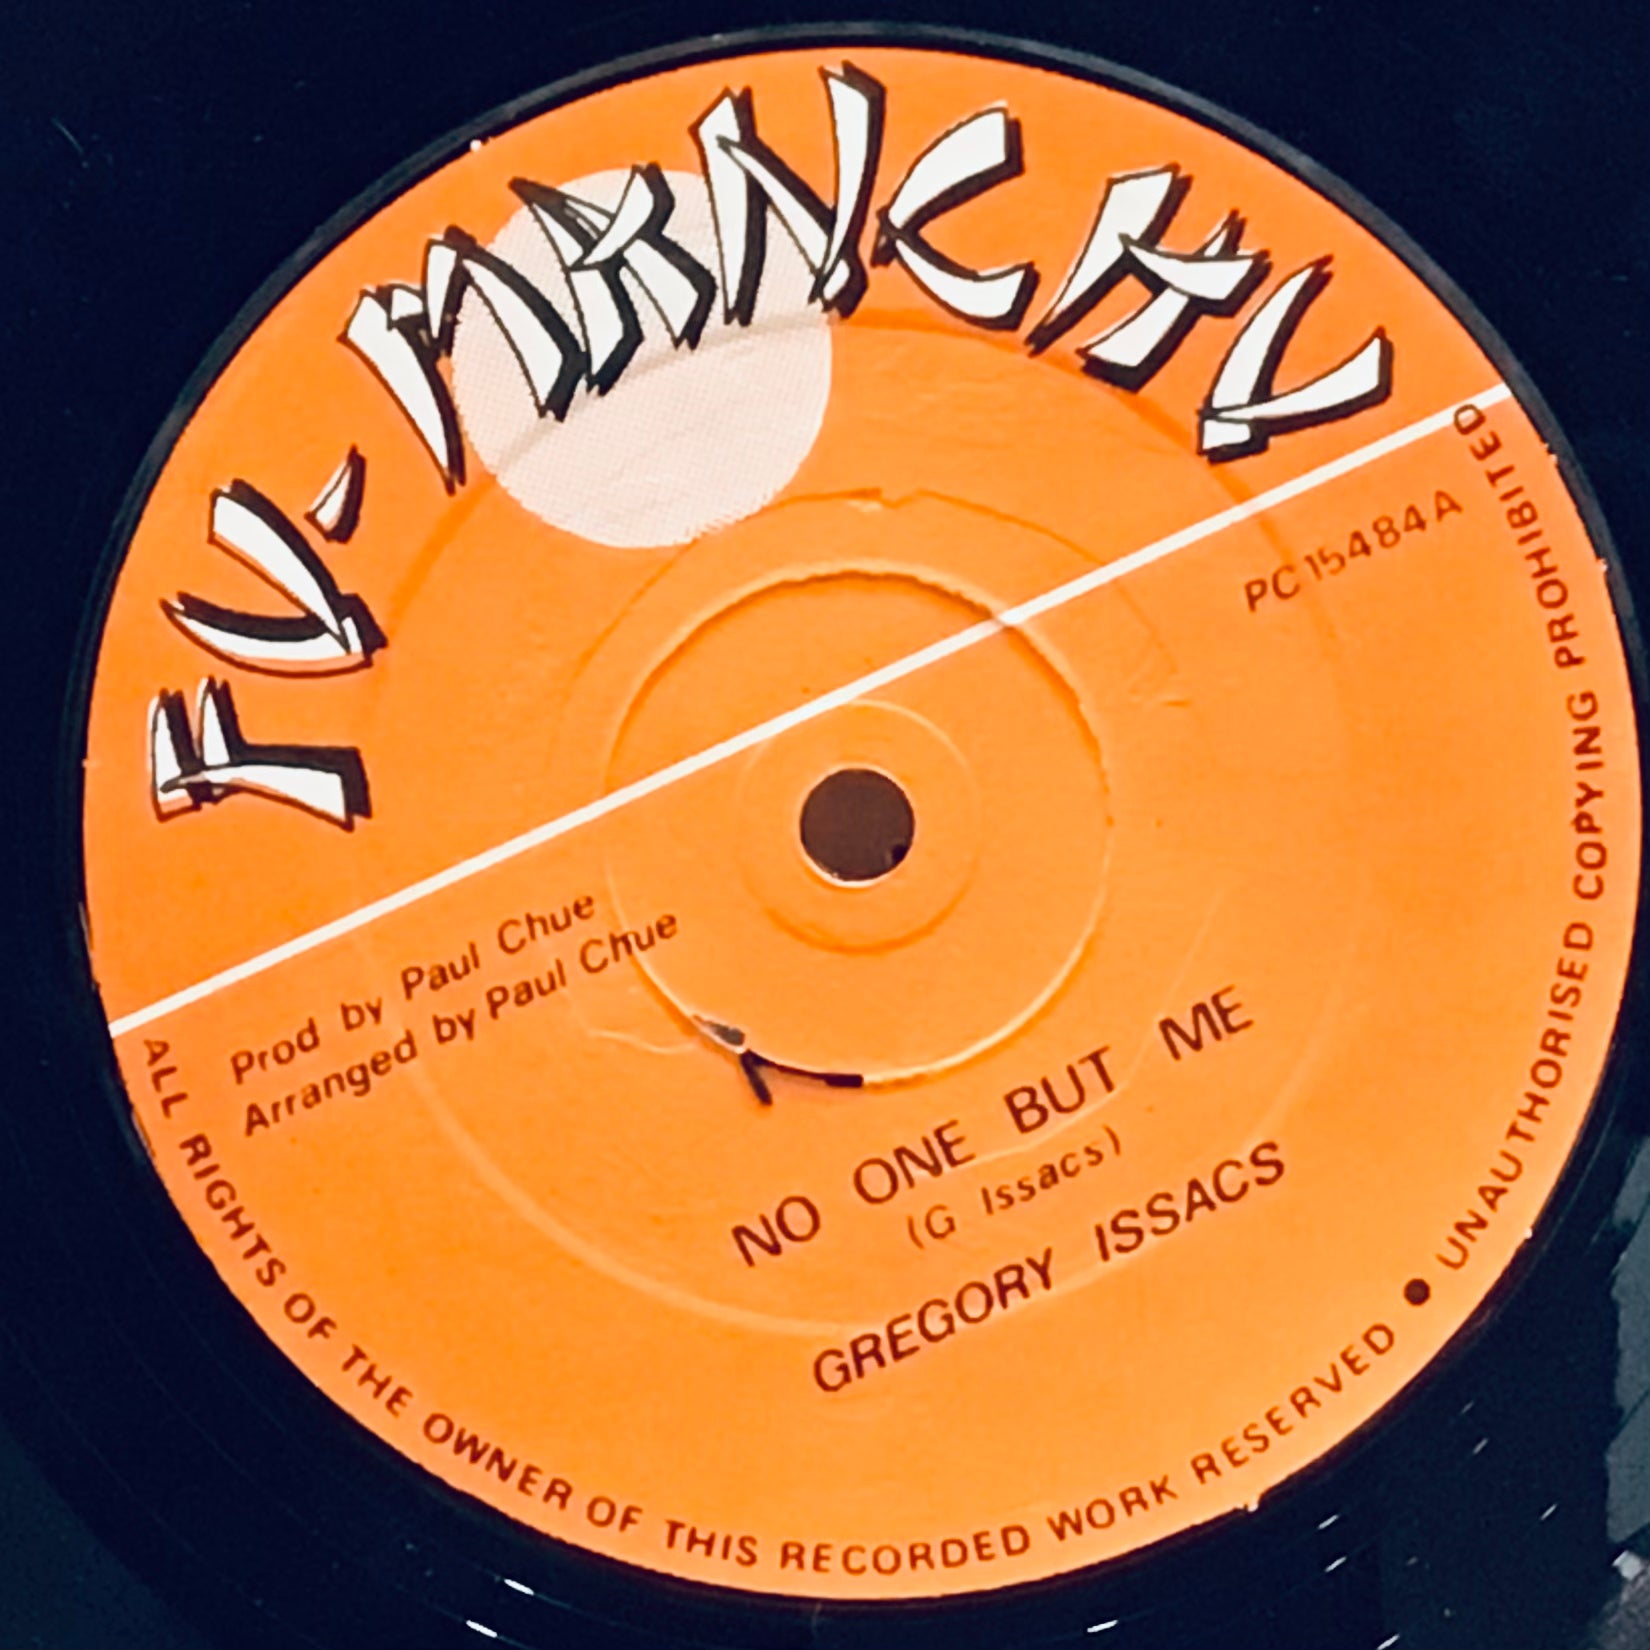 FU-MANCHU
PC 15484 A
Prod by Paul Chue
Arranged by Paul Chue
NO ONE BUT ME
(G Issacs)
GREGORY ISSACS
ALL RIGHTS OF THE OWNER OF THIS RECORDED WORK RESERVED ● UNAUTHORISED COPYING PROHIBITED